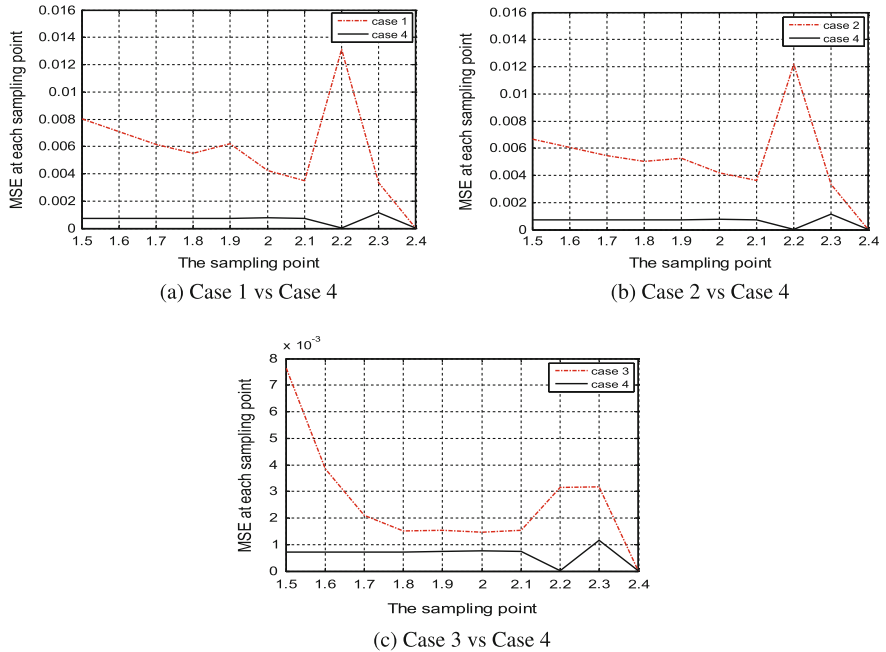 0.016
0.014
0.012
0.01
0.008
0.006
0.004
0.002
0
MSE at each sampling point
case 1
case 4
1.5 1.6 1.7 1.8 1.9 2 2.1 2.2 2.3 2.4
The sampling point
(a) Case 1 vs Case 4
0.016
0.014
0.012
0.01
0.008
0.006
0.004
0.002
0
MSE at each sampling point
case 2
case 4
1.5 1.6 1.7 1.8 1.9 2 2.1 2.2 2.3 2.4
The sampling point
(b) Case 2 vs Case 4
× 10-3
8
7
6
5
4
3
2
1
0
MSE at each sampling point
case 3
case 4
1.5 1.6 1.7 1.8 1.9 2 2.1 2.2 2.3 2.4
The sampling point
(c) Case 3 vs Case 4